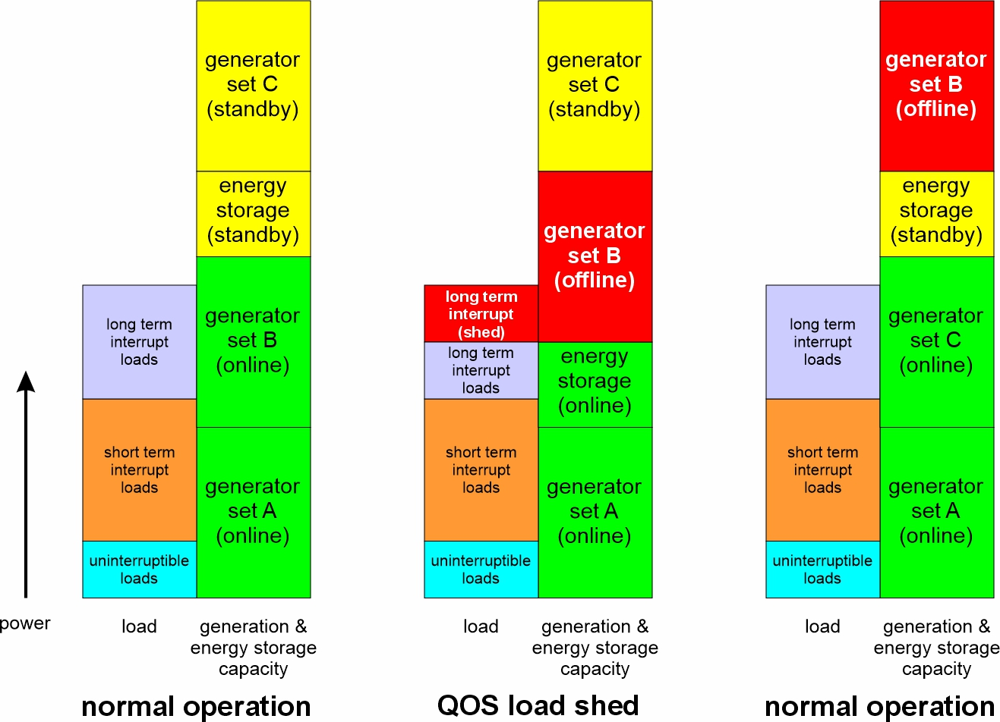 generator
set C
(standby)
energy
storage
(standby)
generator
set B
(online)
generator
set A
(online)
long term
interrupt
loads
short term
interrupt
loads
uninterruptible
loads
power
load
generation &
energy storage
capacity
normal operation
generator
set C
(standby)
generator
set B
(offline)
energy
storage
(online)
generator
set A
(online)
long term
interrupt
(shed)
long term
interrupt
loads
short term
interrupt
loads
uninterruptible
loads
load
generation &
energy storage
capacity
QOS load shed
generator
set B
(offline)
energy
storage
(standby)
generator
set C
(online)
generator
set A
(online)
long term
interrupt
loads
short term
interrupt
loads
uninterruptible
loads
load
generation &
energy storage
capacity
normal operation